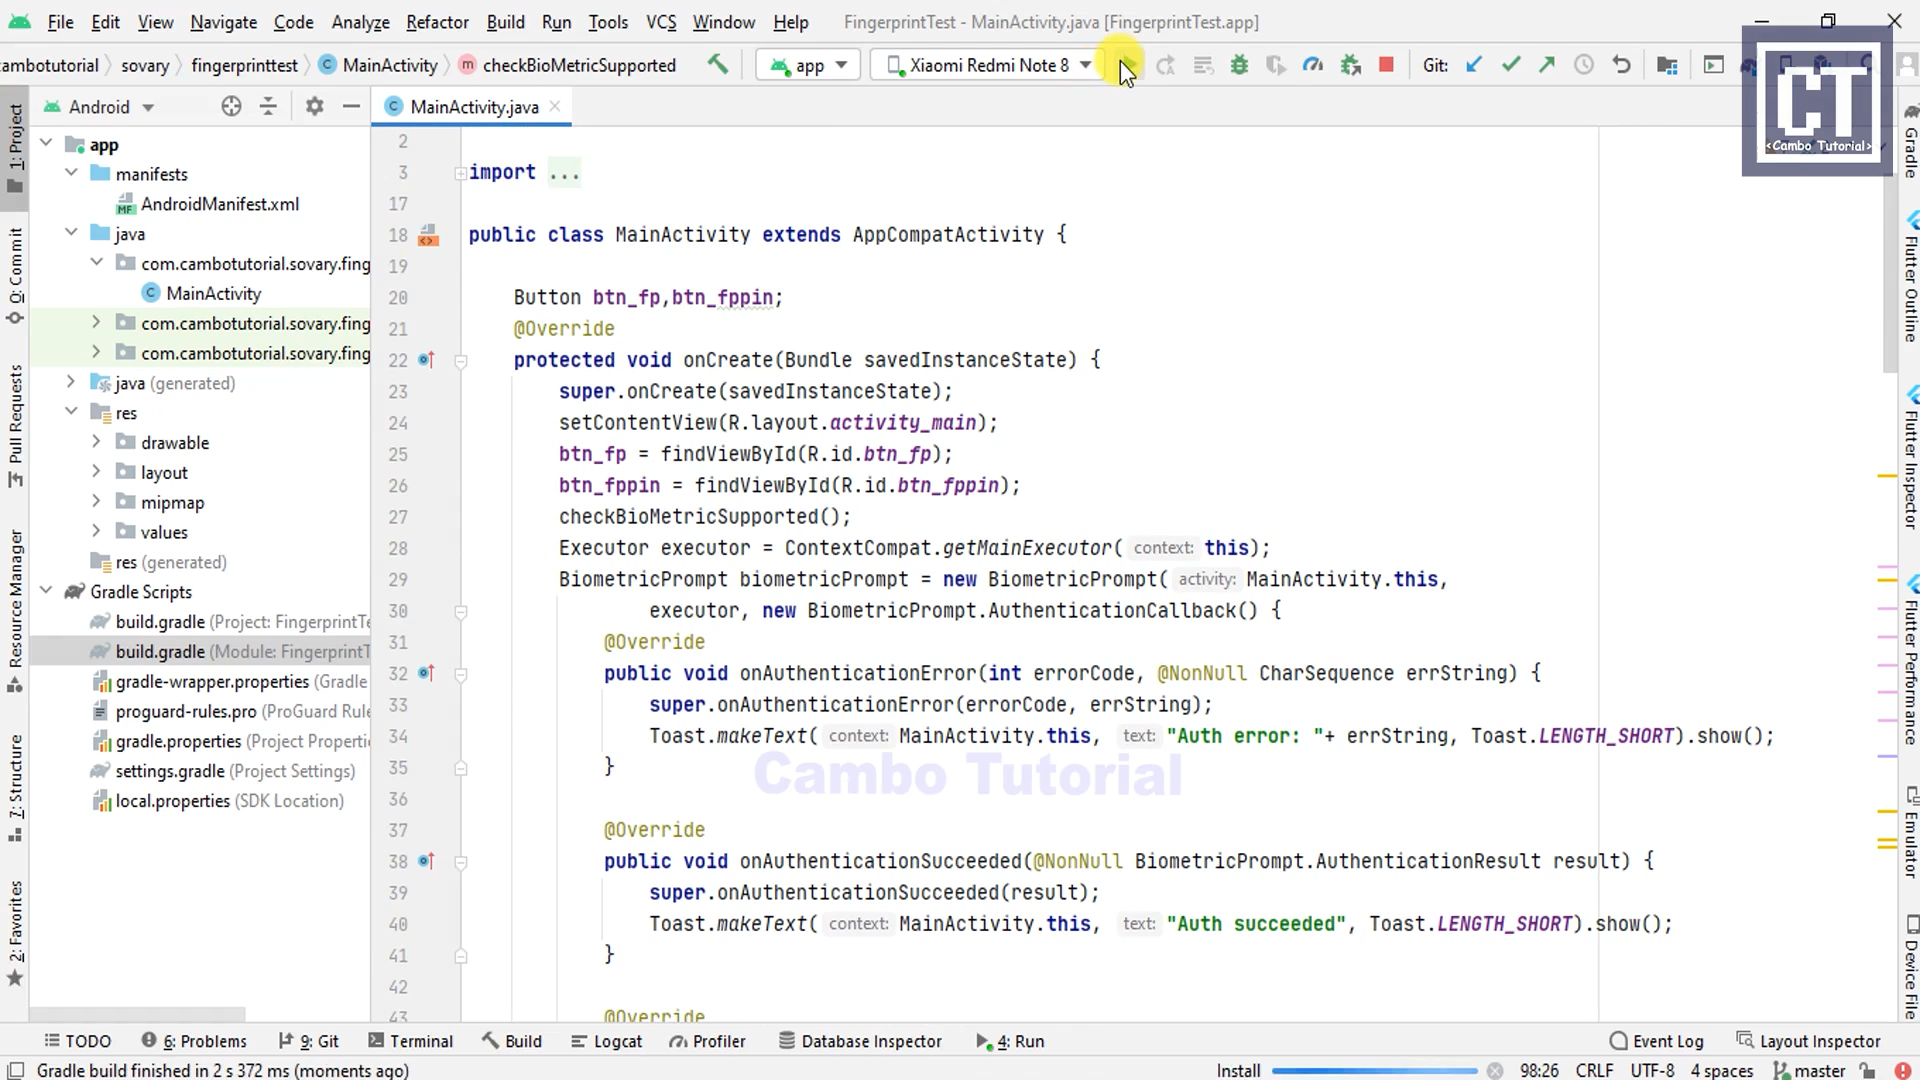 File Edit View Navigate Code Analyze Refactor Build Run Tools VCS Window Help FingerprintTest - MainActivity.java [FingerprintTest.app]
cambotutorial sovary fingerprinttest MainActivity checkBioMetricSupported app Xiaomi Redmi Note 8 Git:
CT
<Cambo Tutorial>
Android
MainActivity.java
1: Project
0: Commit
Pull Requests
Resource Manager
7: Structure
2: Favorites
app
manifests
AndroidManifest.xml
java
com.cambotutorial.sovary.fing
MainActivity
com.cambotutorial.sovary.fing
com.cambotutorial.sovary.fing
java (generated)
res
drawable
layout
mipmap
values
res (generated)
Gradle Scripts
build.gradle (Project: FingerprintTe
build.gradle (Module: FingerprintT
gradle-wrapper.properties (Gradle
proguard-rules.pro (ProGuard Rule
gradle.properties (Project Properti
settings.gradle (Project Settings)
local.properties (SDK Location)
2
3 import ...
17
18 public class MainActivity extends AppCompatActivity {
19
20 Button btn_fp,btn_fppin;
21 @Override
22 protected void onCreate(Bundle savedInstanceState) {
23 super.onCreate(savedInstanceState);
24 setContentView(R.layout.activity_main);
25 btn_fp = findViewById(R.id.btn_fp);
26 btn_fppin = findViewById(R.id.btn_fppin);
27 checkBioMetricSupported();
28 Executor executor = ContextCompat.getMainExecutor( context: this);
29 BiometricPrompt biometricPrompt = new BiometricPrompt( activity: MainActivity.this,
30 executor, new BiometricPrompt.AuthenticationCallback() {
31 @Override
32 public void onAuthenticationError(int errorCode, @NonNull CharSequence errString) {
33 super.onAuthenticationError(errorCode, errString);
34 Toast.makeText( context: MainActivity.this, text: "Auth error: "+ errString, Toast.LENGTH_SHORT).show();
35 }
Cambo Tutorial
36
37 @Override
38 public void onAuthenticationSucceeded(@NonNull BiometricPrompt.AuthenticationResult result) {
39 super.onAuthenticationSucceeded(result);
40 Toast.makeText( context: MainActivity.this, text: "Auth succeeded", Toast.LENGTH_SHORT).show();
41 }
42
43 @Override
Gradle
Flutter Outline
Flutter Inspector
Flutter Performance
Emulator
Device File
TODO 6: Problems 9: Git Terminal Build Logcat Profiler Database Inspector 4: Run Event Log Layout Inspector
Gradle build finished in 2 s 372 ms (moments ago) Install 98:26 CRLF UTF-8 4 spaces master